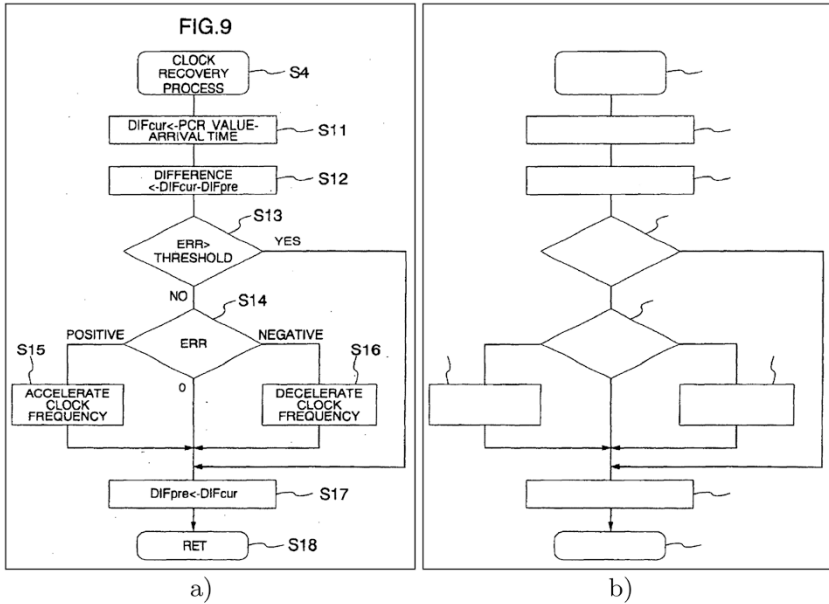 FIG.9
CLOCK
RECOVERY
PROCESS
S4
DIFcur<-PCR VALUE-
ARRIVAL TIME
S11
DIFFERENCE
<-DIFcur-DIFpre
S12
S13
ERR>
THRESHOLD
YES
NO
S14
POSITIVE
ERR
NEGATIVE
S15
S16
0
ACCELERATE
CLOCK
FREQUENCY
DECELERATE
CLOCK
FREQUENCY
DIFpre<-DIFcur
S17
RET
S18
a)
b)